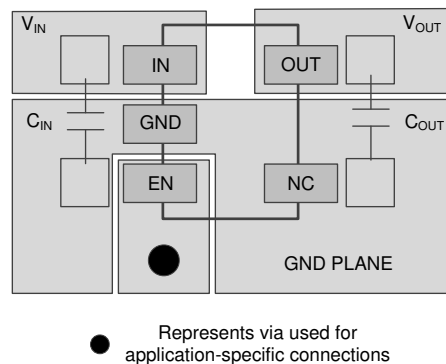 VIN
VOUT
IN
OUT
CIN
GND
COUT
EN
NC
GND PLANE
Represents via used for
application-specific connections